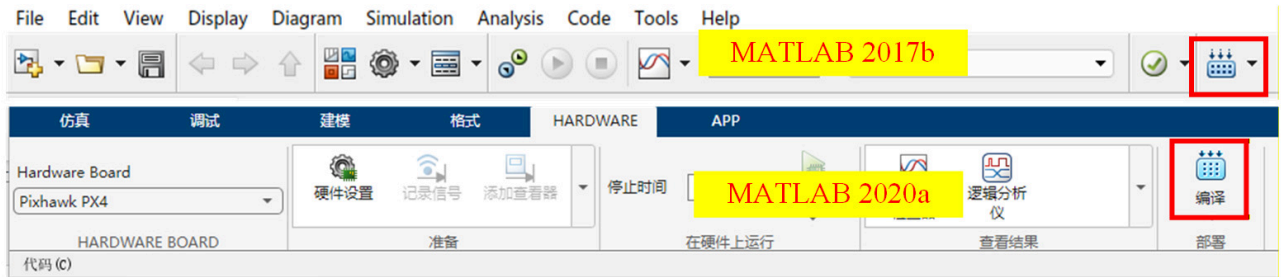 File Edit View Display Diagram Simulation Analysis Code Tools Help
MATLAB 2017b
仿真 调试 建模 格式 HARDWARE APP
Hardware Board
Pixhawk PX4
硬件设置 记录信号 添加查看器
停止时间
MATLAB 2020a
逻辑分析
仪
编译
HARDWARE BOARD 准备 在硬件上运行 查看结果 部署
代码(C)